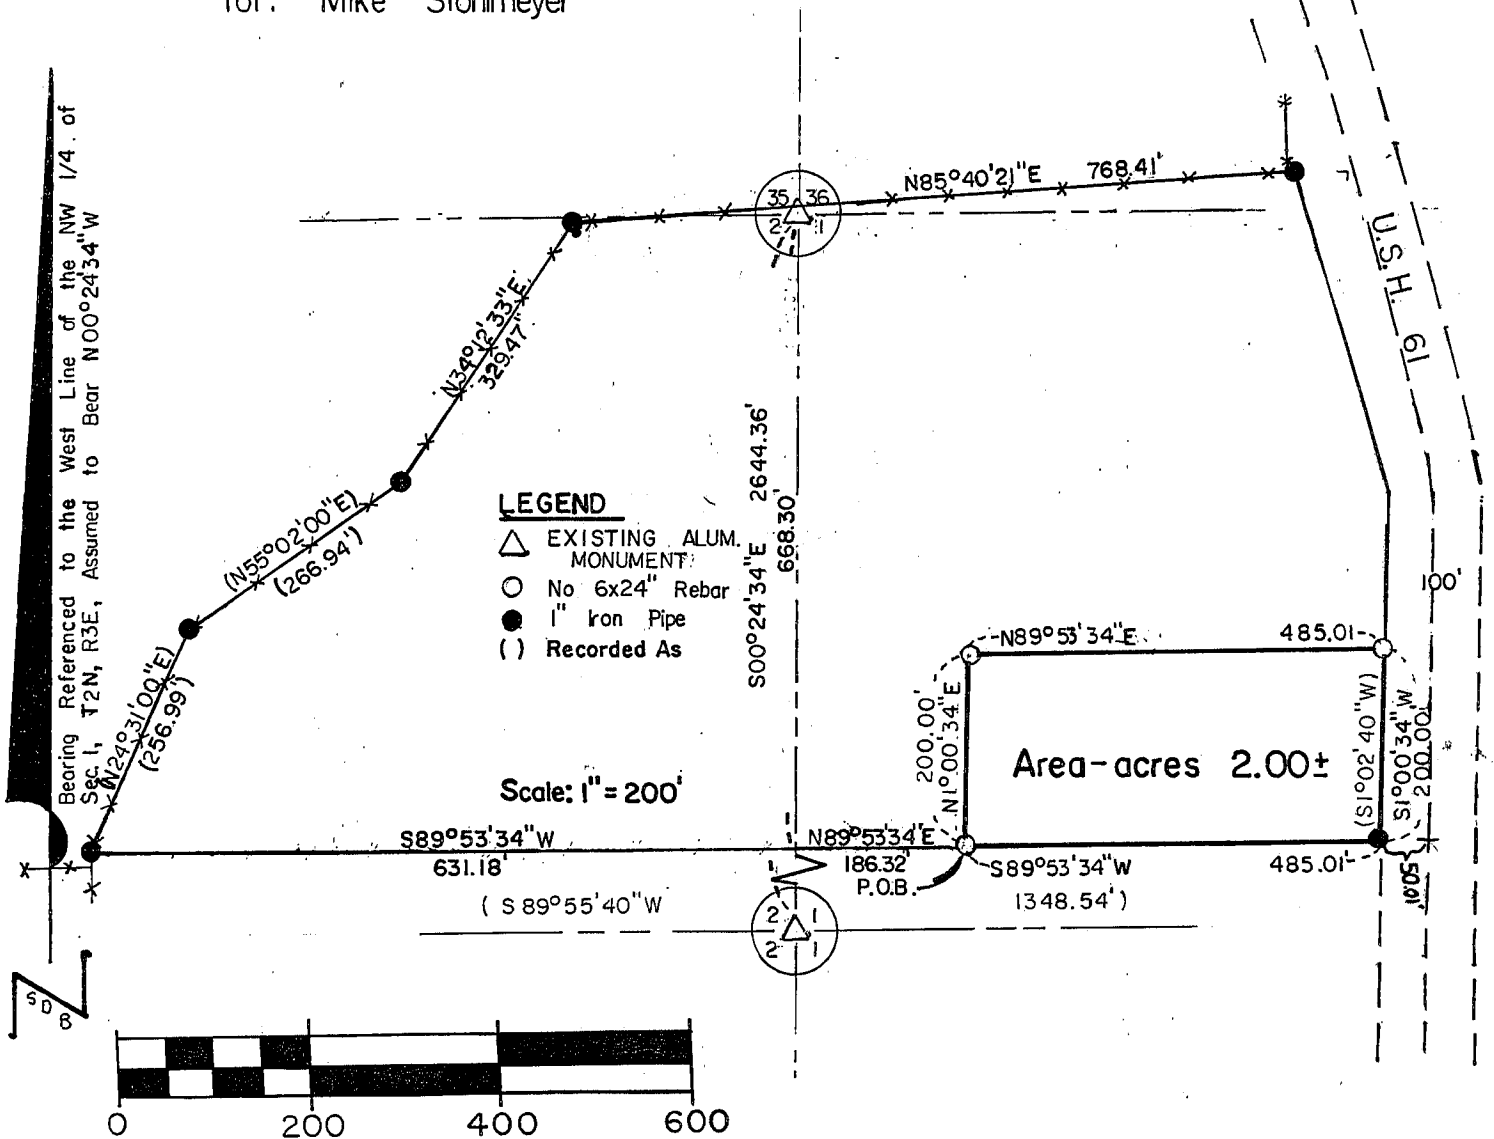 for: Mike Stohlmeyer
Bearing Referenced to the West Line of the NW 1/4 of
Sec. 1, T2N, R3E, Assumed to Bear N00°24'34"W
N85°40'21"E 768.41'
35 36
2 1
U.S.H. 61
N34°12'33"E
329.47'
(N55°02'00"E)
(266.94')
(N24°31'00"E)
(256.99')
LEGEND
EXISTING ALUM.
MONUMENT
No 6x24" Rebar
1" Iron Pipe
( ) Recorded As
S00°24'34"E 2644.36'
668.30'
100'
N89°53'34"E 485.01
200.00'
N1°00'34"E
Area-acres 2.00±
(S1°02'40"W)
S1°00'34"W
200.00'
Scale: 1" = 200'
S89°53'34"W
631.18'
N89°53'34"E
186.32'
P.O.B.
S89°53'34"W 485.01'
50.01'
( S 89°55'40"W 1348.54')
2 1
2 1
SDB
0 200 400 600